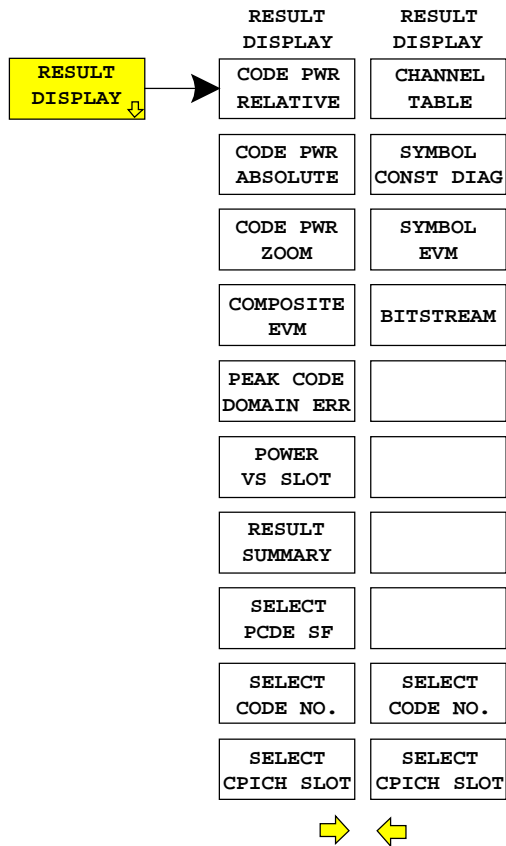 RESULT
DISPLAY
RESULT
DISPLAY
CODE PWR
RELATIVE
CODE PWR
ABSOLUTE
CODE PWR
ZOOM
COMPOSITE
EVM
PEAK CODE
DOMAIN ERR
POWER
VS SLOT
RESULT
SUMMARY
SELECT
PCDE SF
SELECT
CODE NO.
SELECT
CPICH SLOT
RESULT
DISPLAY
CHANNEL
TABLE
SYMBOL
CONST DIAG
SYMBOL
EVM
BITSTREAM
SELECT
CODE NO.
SELECT
CPICH SLOT